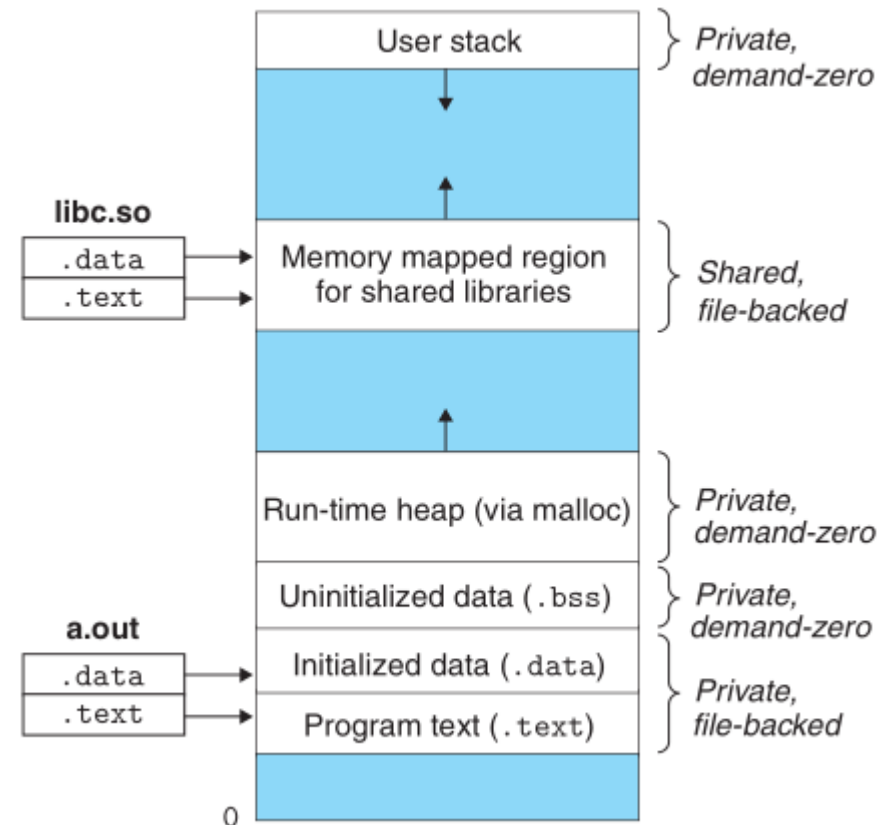 User stack
Private,
demand-zero
libc.so
.data
.text
Memory mapped region
for shared libraries
Shared,
file-backed
Run-time heap (via malloc)
Private,
demand-zero
Uninitialized data (.bss)
Private,
demand-zero
a.out
.data
.text
Initialized data (.data)
Program text (.text)
Private,
file-backed
0